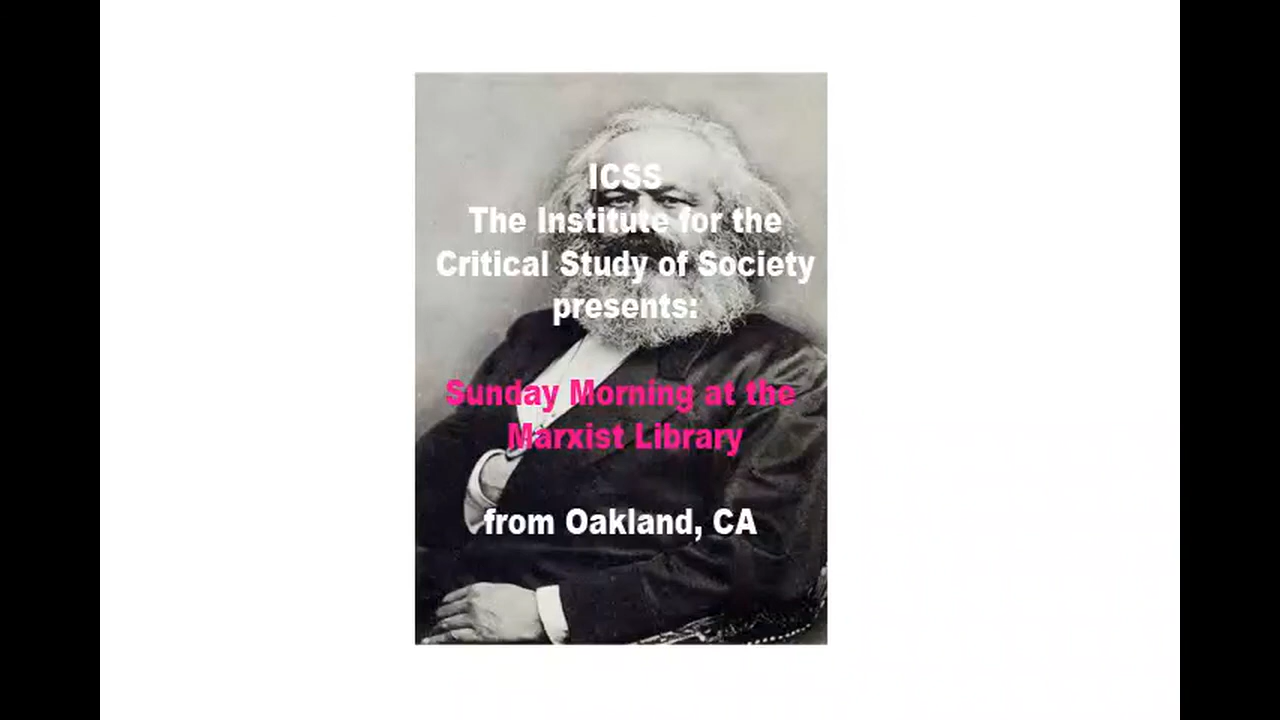 ICSS
The Institute for the
Critical Study of Society
presents:
Sunday Morning at the
Marxist Library
from Oakland, CA